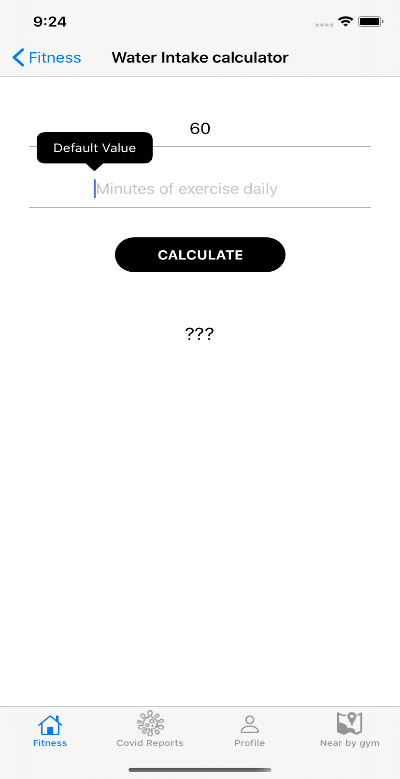 9:24
Fitness
Water Intake calculator
60
Default Value
Minutes of exercise daily
CALCULATE
???
Fitness
Covid Reports
Profile
Near by gym